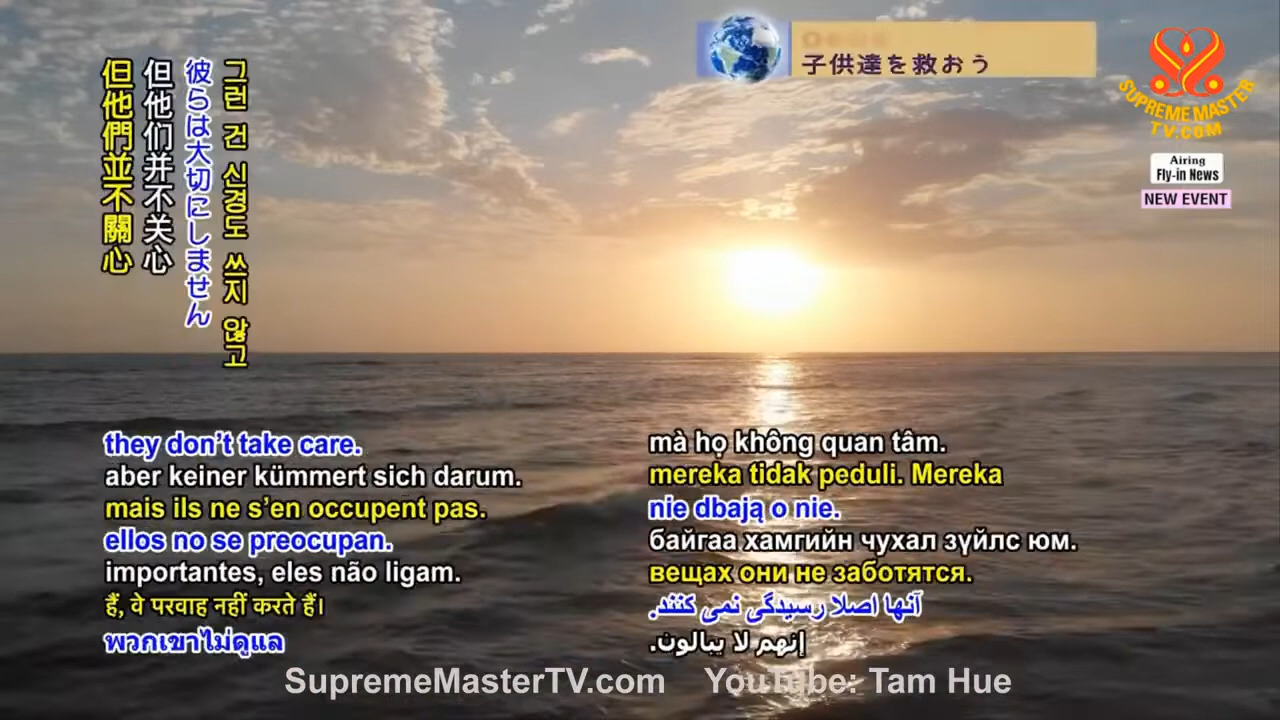 子供達を救おう
SUPREME MASTER
TV.COM
Airing
Fly-in News
NEW EVENT
그런 건 신경도 쓰지 않고
彼らは大切にしません
但他们并不关心
但他們並不關心
they don't take care.
aber keiner kümmert sich darum.
mais ils ne s'en occupent pas.
ellos no se preocupan.
importantes, eles não ligam.
हैं, वे परवाह नहीं करते हैं।
พวกเขาไม่ดูแล
mà họ không quan tâm.
mereka tidak peduli. Mereka
nie dbają o nie.
байгаа хамгийн чухал зүйлс юм.
вещах они не заботятся.
آنها اصلا رسیدگی نمی کنند.
إنهم لا يبالون.
SupremeMasterTV.com YouTube: Tam Hue